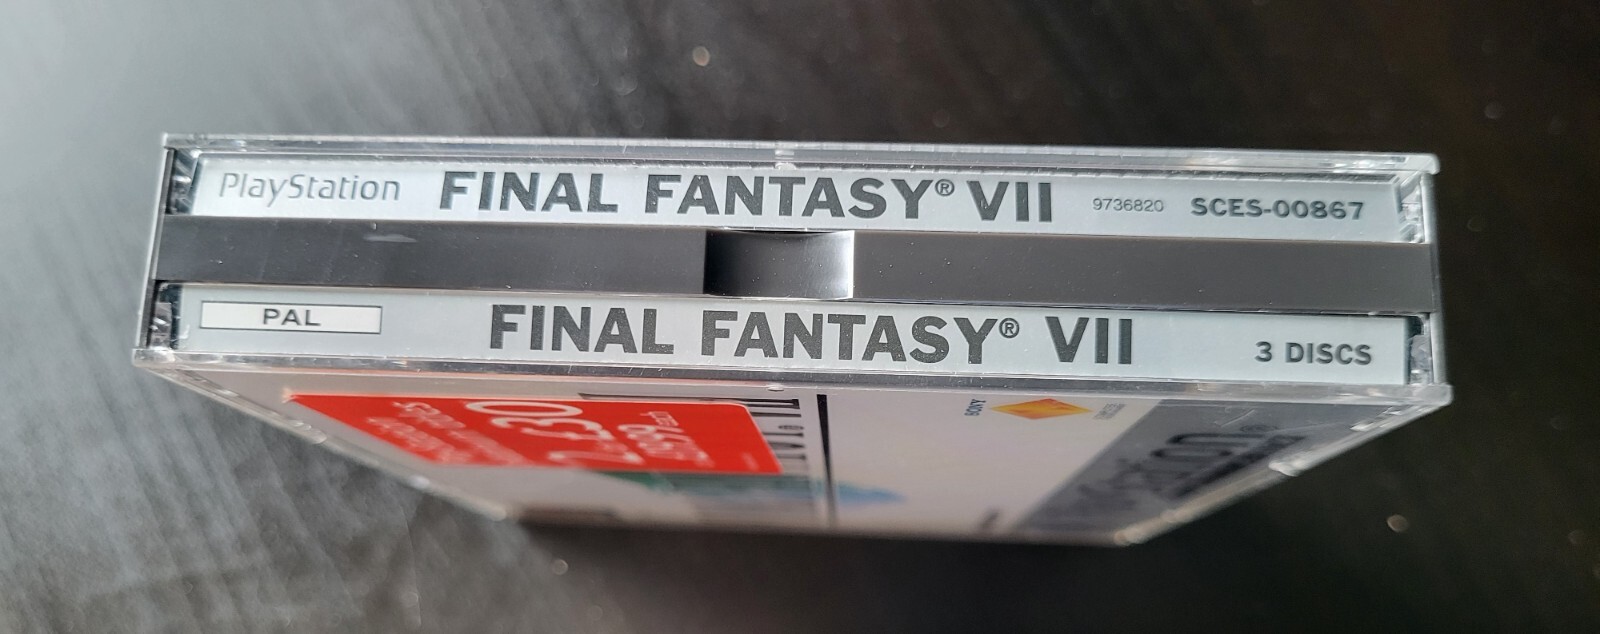 PlayStation FINAL FANTASY® VII 9736820 SCES-00867
PAL FINAL FANTASY® VII 3 DISCS
SONY